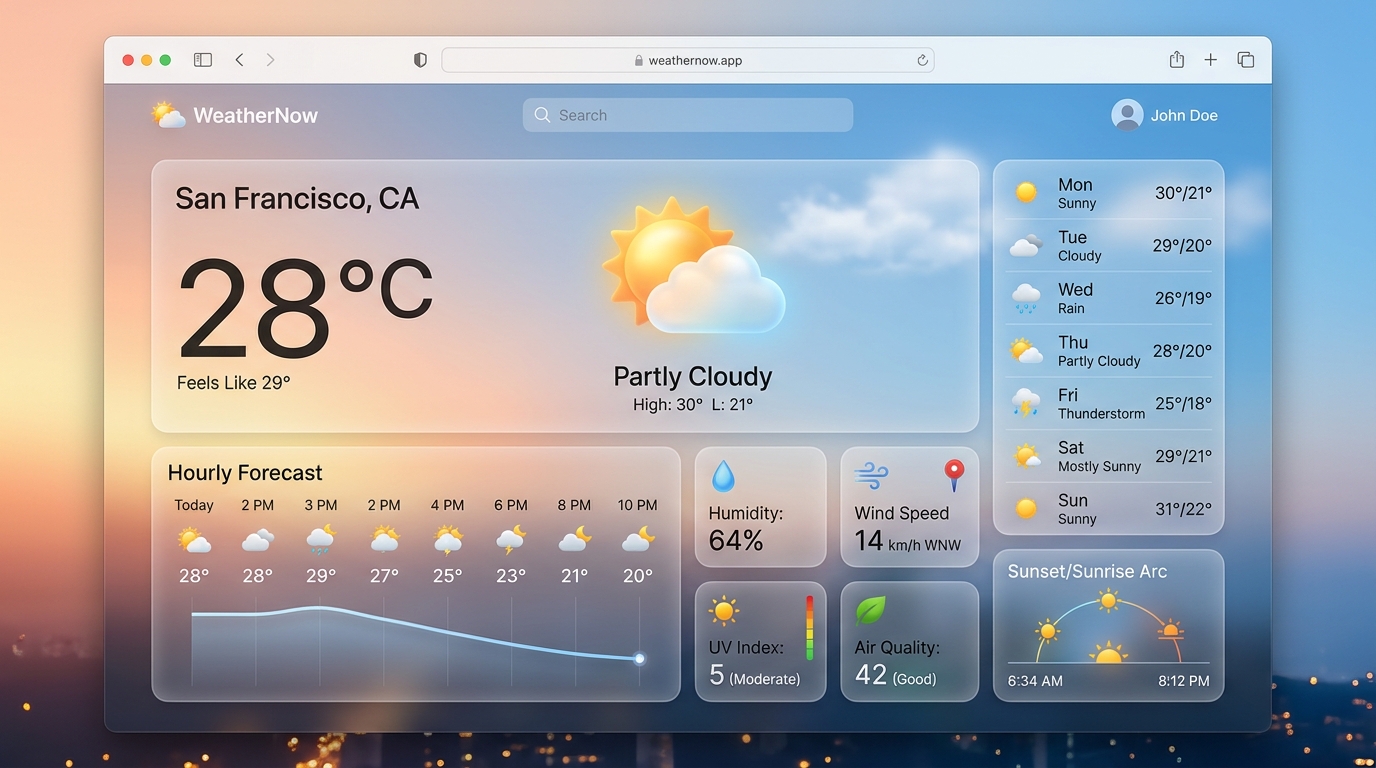 weathernow.app
WeatherNow
Search
John Doe
San Francisco, CA
28°C
Feels Like 29°
Partly Cloudy
High: 30° L: 21°
Mon
Sunny
30°/21°
Tue
Cloudy
29°/20°
Wed
Rain
26°/19°
Thu
Partly Cloudy
28°/20°
Fri
Thunderstorm
25°/18°
Sat
Mostly Sunny
29°/21°
Sun
Sunny
31°/22°
Hourly Forecast
Today 2 PM 3 PM 2 PM 4 PM 6 PM 8 PM 10 PM
28° 28° 29° 27° 25° 23° 21° 20°
Humidity:
64%
Wind Speed
14 km/h WNW
UV Index:
5 (Moderate)
Air Quality:
42 (Good)
Sunset/Sunrise Arc
6:34 AM 8:12 PM